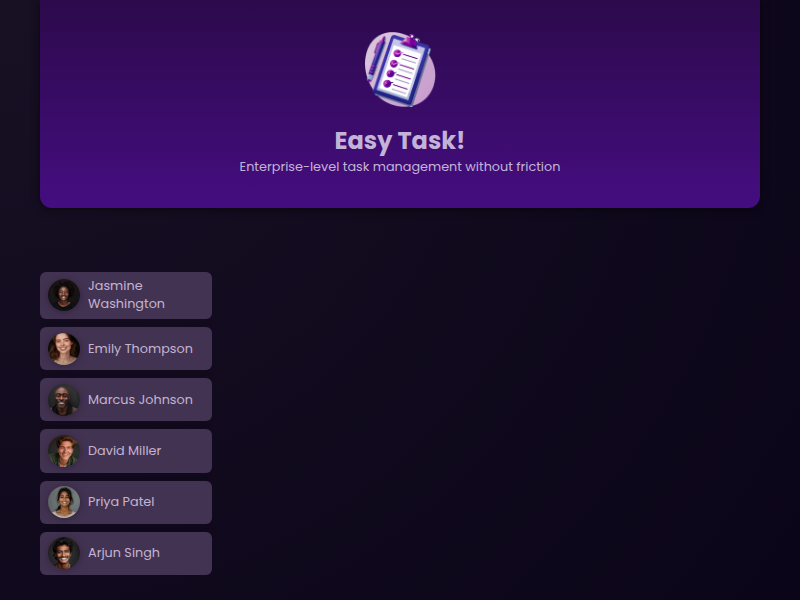 Easy Task!
Enterprise-level task management without friction
Jasmine
Washington
Emily Thompson
Marcus Johnson
David Miller
Priya Patel
Arjun Singh